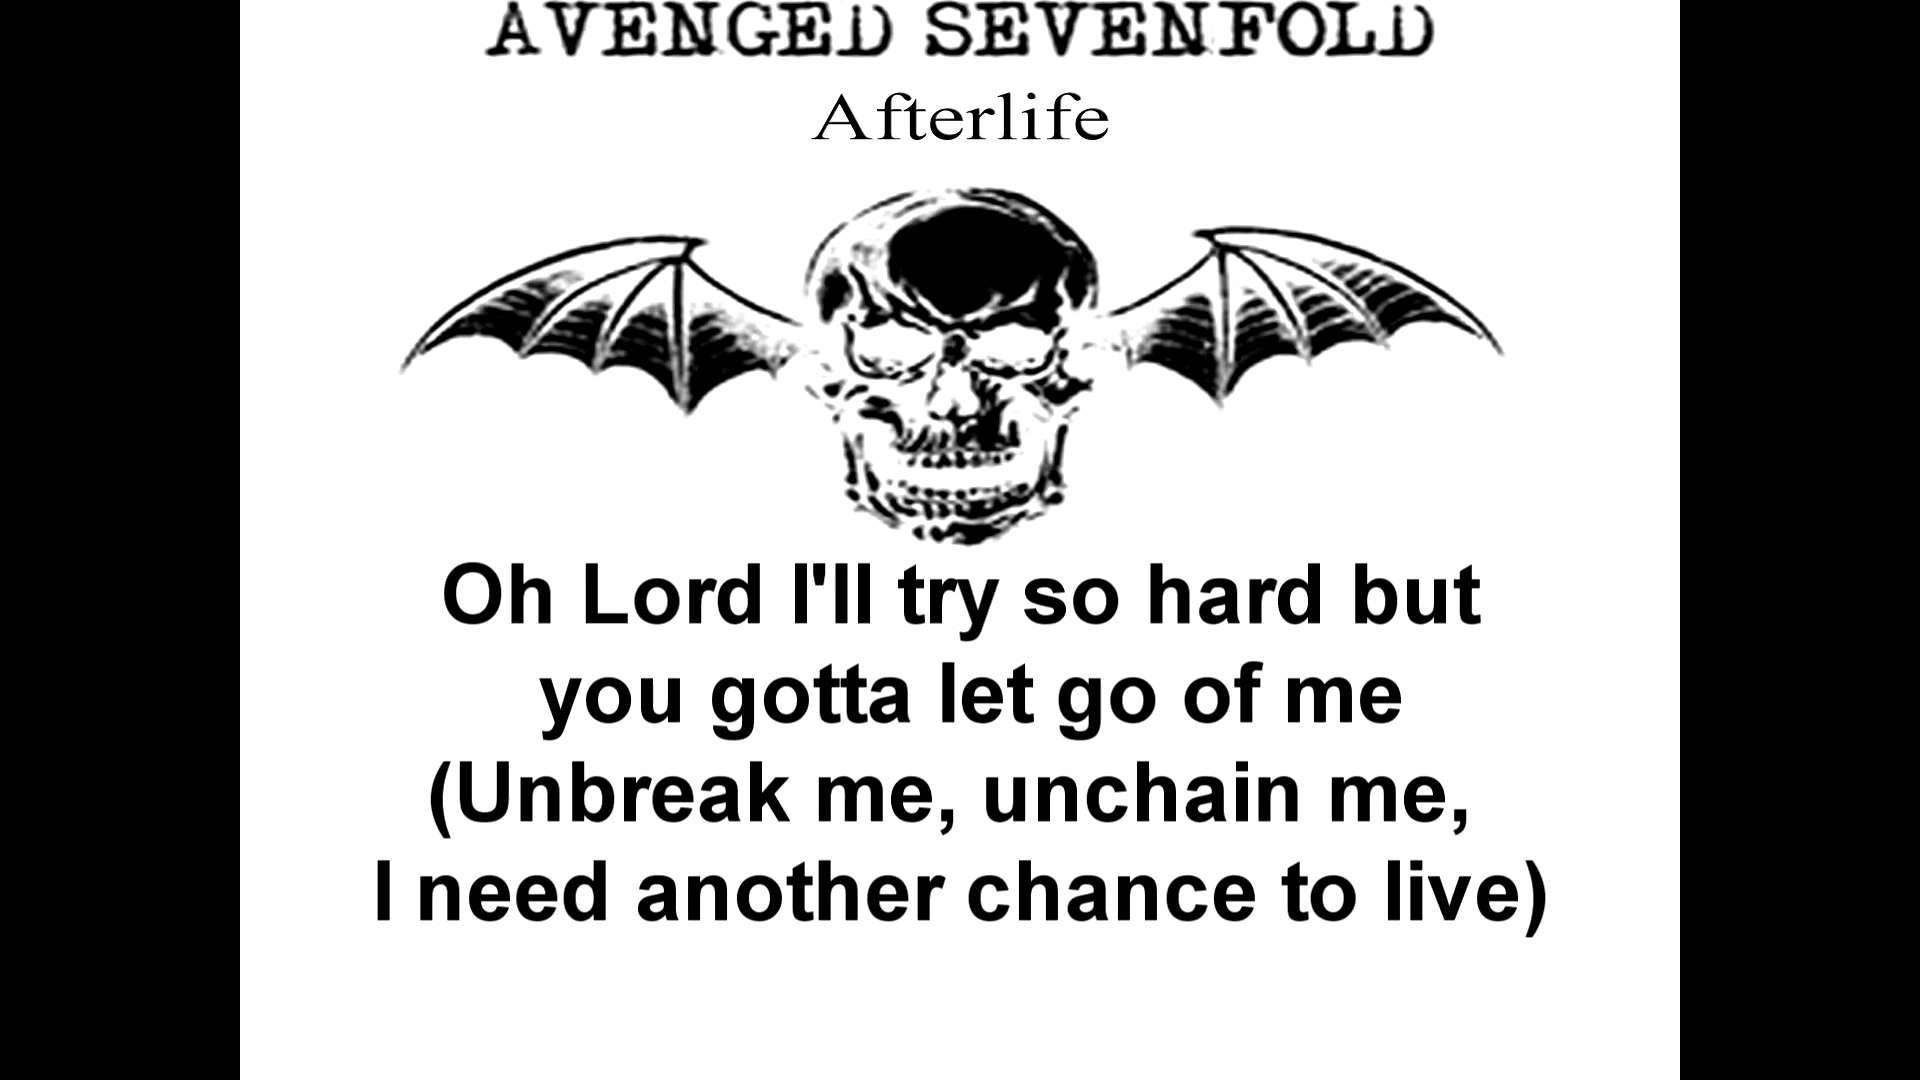 AVENGED SEVENFOLD
Afterlife
Oh Lord I'll try so hard but
you gotta let go of me
(Unbreak me, unchain me,
I need another chance to live)